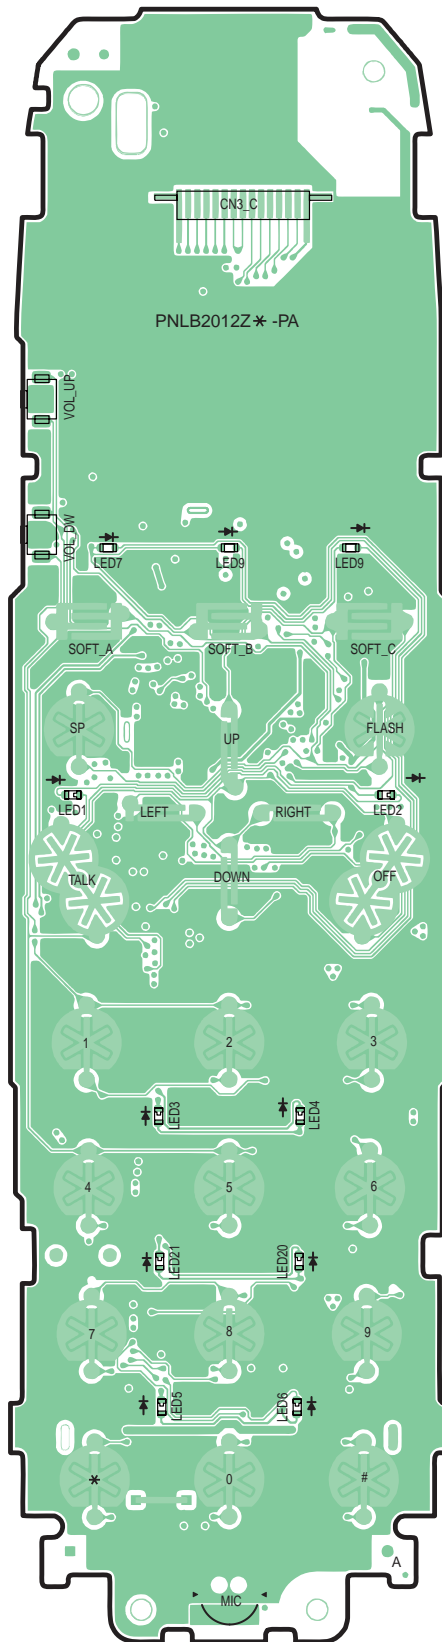 CN3_C
PNLB2012Z* -PA
VOL_UP
VOL_DW
LED7 LED9 LED9
SOFT_A SOFT_B SOFT_C
SP UP FLASH
LED1 LED2
LEFT RIGHT
TALK DOWN OFF
1 2 3
LED3 LED4
4 5 6
LED21 LED20
7 8 9
LED5 LED6
* 0 #
A
MIC